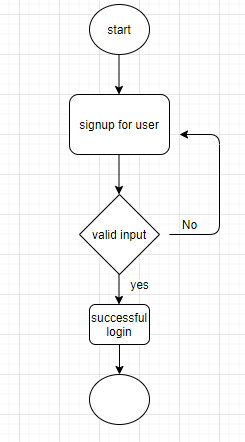 start
signup for user
valid input
No
yes
successful
login